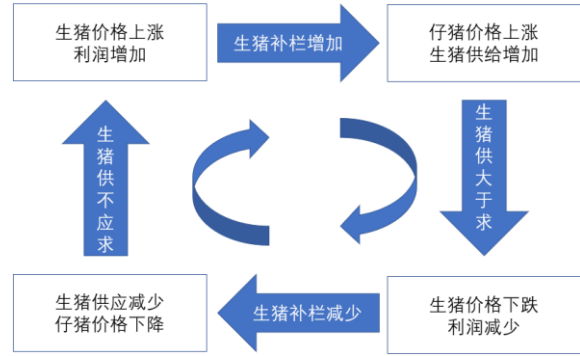 生猪价格上涨
利润增加
生猪补栏增加
仔猪价格上涨
生猪供给增加
生猪供大于求
生猪价格下跌
利润减少
生猪补栏减少
生猪供应减少
仔猪价格下降
生猪供不应求